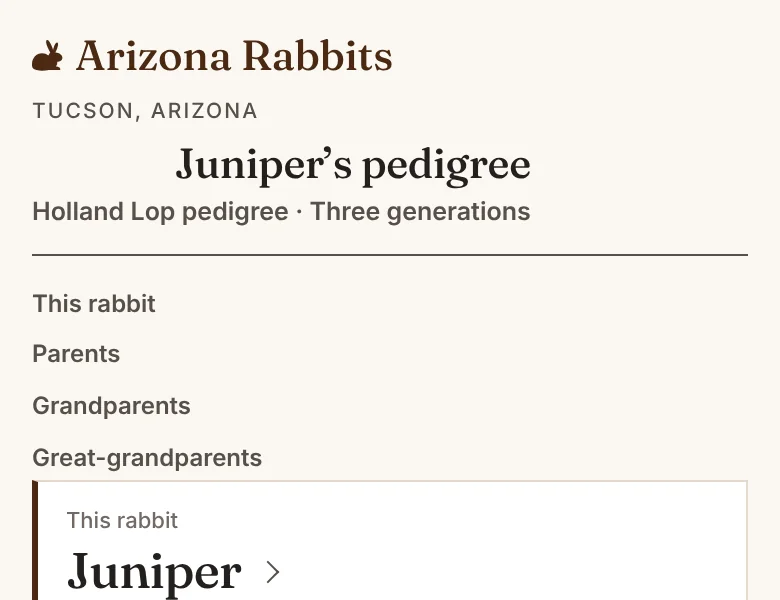 Arizona Rabbits
TUCSON, ARIZONA
Juniper’s pedigree
Holland Lop pedigree · Three generations
This rabbit
Parents
Grandparents
Great-grandparents
This rabbit
Juniper